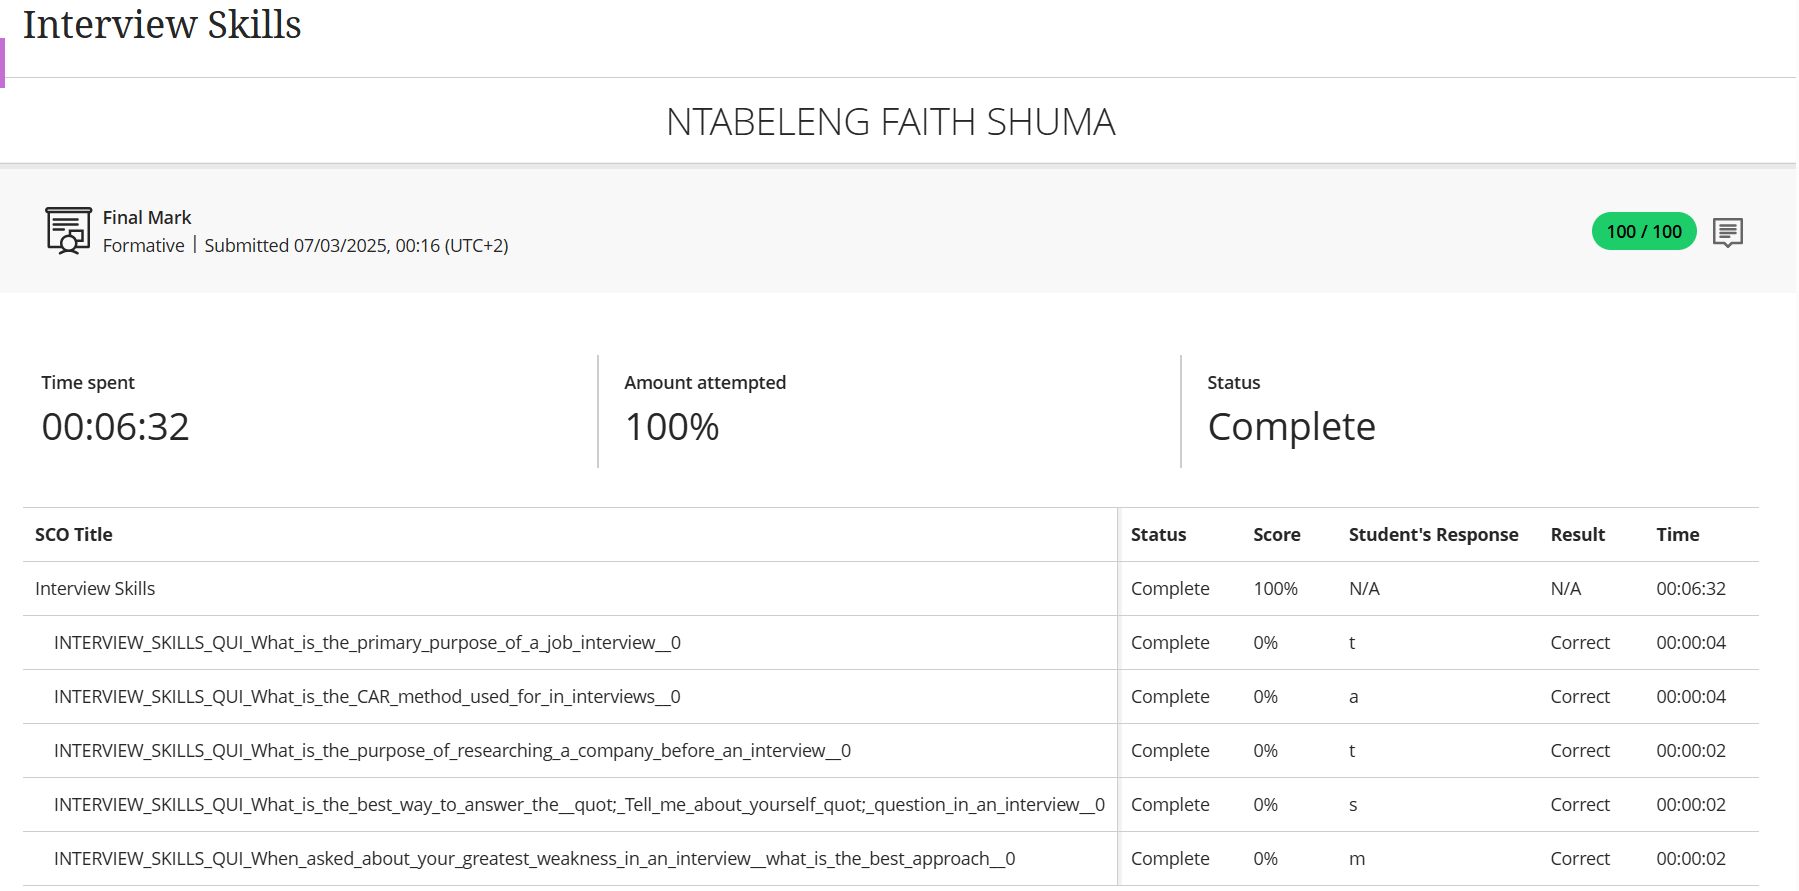 Interview Skills
NTABELENG FAITH SHUMA
Final Mark
Formative | Submitted 07/03/2025, 00:16 (UTC+2)
100 / 100
Time spent
00:06:32
Amount attempted
100%
Status
Complete
SCO Title Status Score Student's Response Result Time
Interview Skills Complete 100% N/A N/A 00:06:32
INTERVIEW_SKILLS_QUI_What_is_the_primary_purpose_of_a_job_interview__0 Complete 0% t Correct 00:00:04
INTERVIEW_SKILLS_QUI_What_is_the_CAR_method_used_for_in_interviews__0 Complete 0% a Correct 00:00:04
INTERVIEW_SKILLS_QUI_What_is_the_purpose_of_researching_a_company_before_an_interview__0 Complete 0% t Correct 00:00:02
INTERVIEW_SKILLS_QUI_What_is_the_best_way_to_answer_the__quot;_Tell_me_about_yourself_quot;_question_in_an_interview__0 Complete 0% s Correct 00:00:02
INTERVIEW_SKILLS_QUI_When_asked_about_your_greatest_weakness_in_an_interview__what_is_the_best_approach__0 Complete 0% m Correct 00:00:02